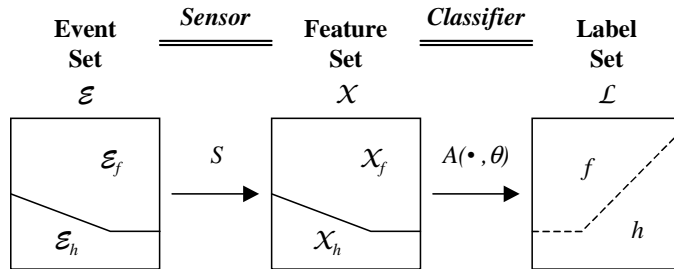 Event Sensor Feature Classifier Label
Set Set Set
ℰ 𝒳 ℒ
ℰ_f S 𝒳_f A(•,θ) f
ℰ_h 𝒳_h h